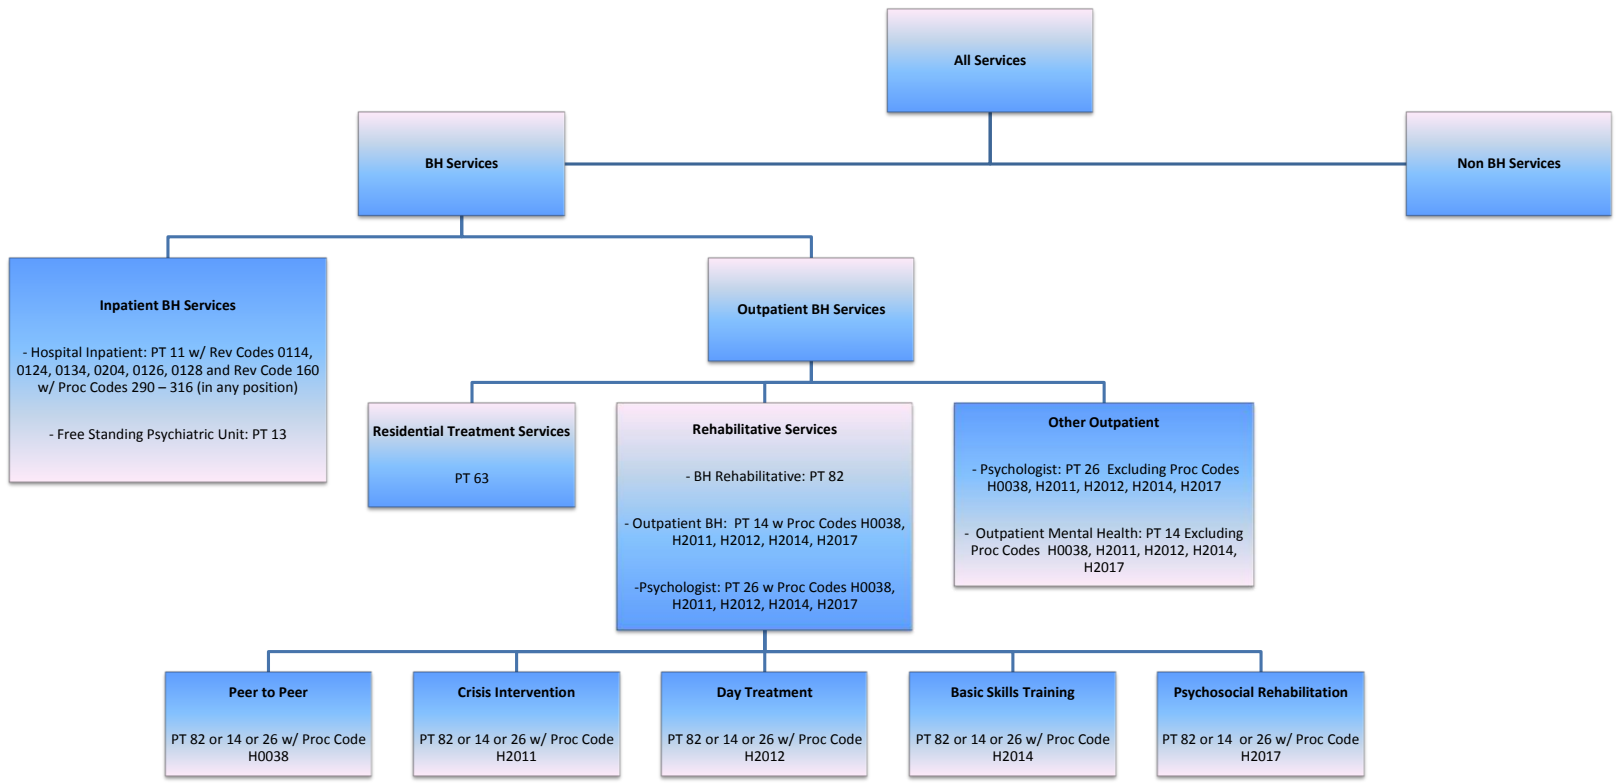 All Services
BH Services
Non BH Services
Inpatient BH Services
- Hospital Inpatient: PT 11 w/ Rev Codes 0114,
0124, 0134, 0204, 0126, 0128 and Rev Code 160
w/ Proc Codes 290 – 316 (in any position)
- Free Standing Psychiatric Unit: PT 13
Outpatient BH Services
Residential Treatment Services
PT 63
Rehabilitative Services
- BH Rehabilitative: PT 82
- Outpatient BH: PT 14 w Proc Codes H0038,
H2011, H2012, H2014, H2017
-Psychologist: PT 26 w Proc Codes H0038,
H2011, H2012, H2014, H2017
Other Outpatient
- Psychologist: PT 26 Excluding Proc Codes
H0038, H2011, H2012, H2014, H2017
- Outpatient Mental Health: PT 14 Excluding
Proc Codes H0038, H2011, H2012, H2014,
H2017
Peer to Peer
PT 82 or 14 or 26 w/ Proc Code
H0038
Crisis Intervention
PT 82 or 14 or 26 w/ Proc Code
H2011
Day Treatment
PT 82 or 14 or 26 w/ Proc Code
H2012
Basic Skills Training
PT 82 or 14 or 26 w/ Proc Code
H2014
Psychosocial Rehabilitation
PT 82 or 14 or 26 w/ Proc Code
H2017